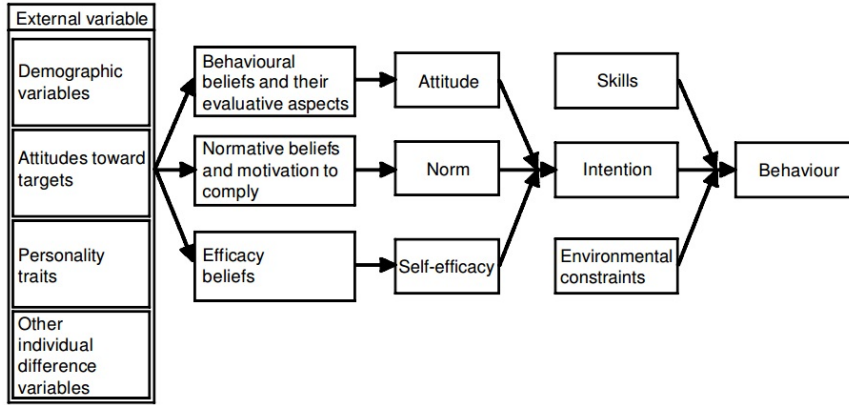 External variable
Demographic
variables
Attitudes toward
targets
Personality
traits
Other
individual
difference
variables
Behavioural
beliefs and their
evaluative aspects
Normative beliefs
and motivation to
comply
Efficacy
beliefs
Attitude
Norm
Self-efficacy
Skills
Intention
Environmental
constraints
Behaviour